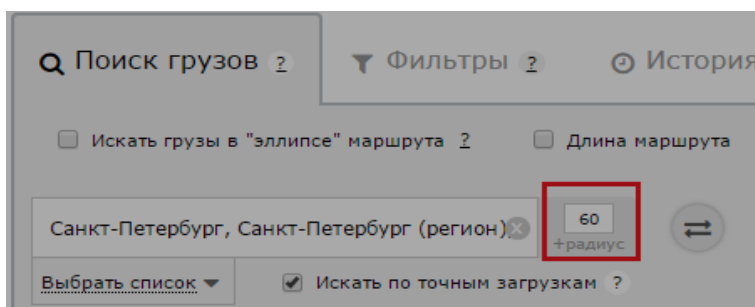 Поиск грузов ? Фильтры ? История
Искать грузы в "эллипсе" маршрута ? Длина маршрута
Санкт-Петербург, Санкт-Петербург (регион), 60
+радиус
Выбрать список Искать по точным загрузкам ?